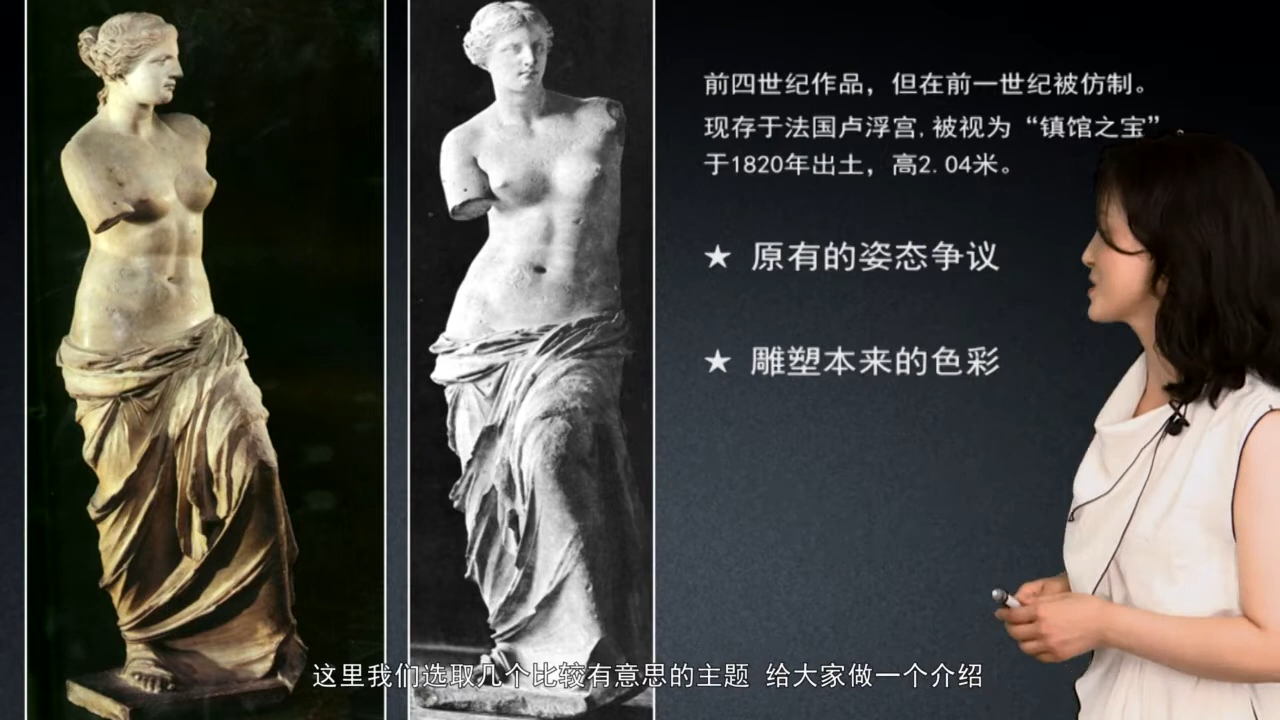 前四世纪作品，但在前一世纪被仿制。
现存于法国卢浮宫,被视为“镇馆之宝”。
于1820年出土，高2.04米。
★ 原有的姿态争议
★ 雕塑本来的色彩
这里我们选取几个比较有意思的主题 给大家做一个介绍